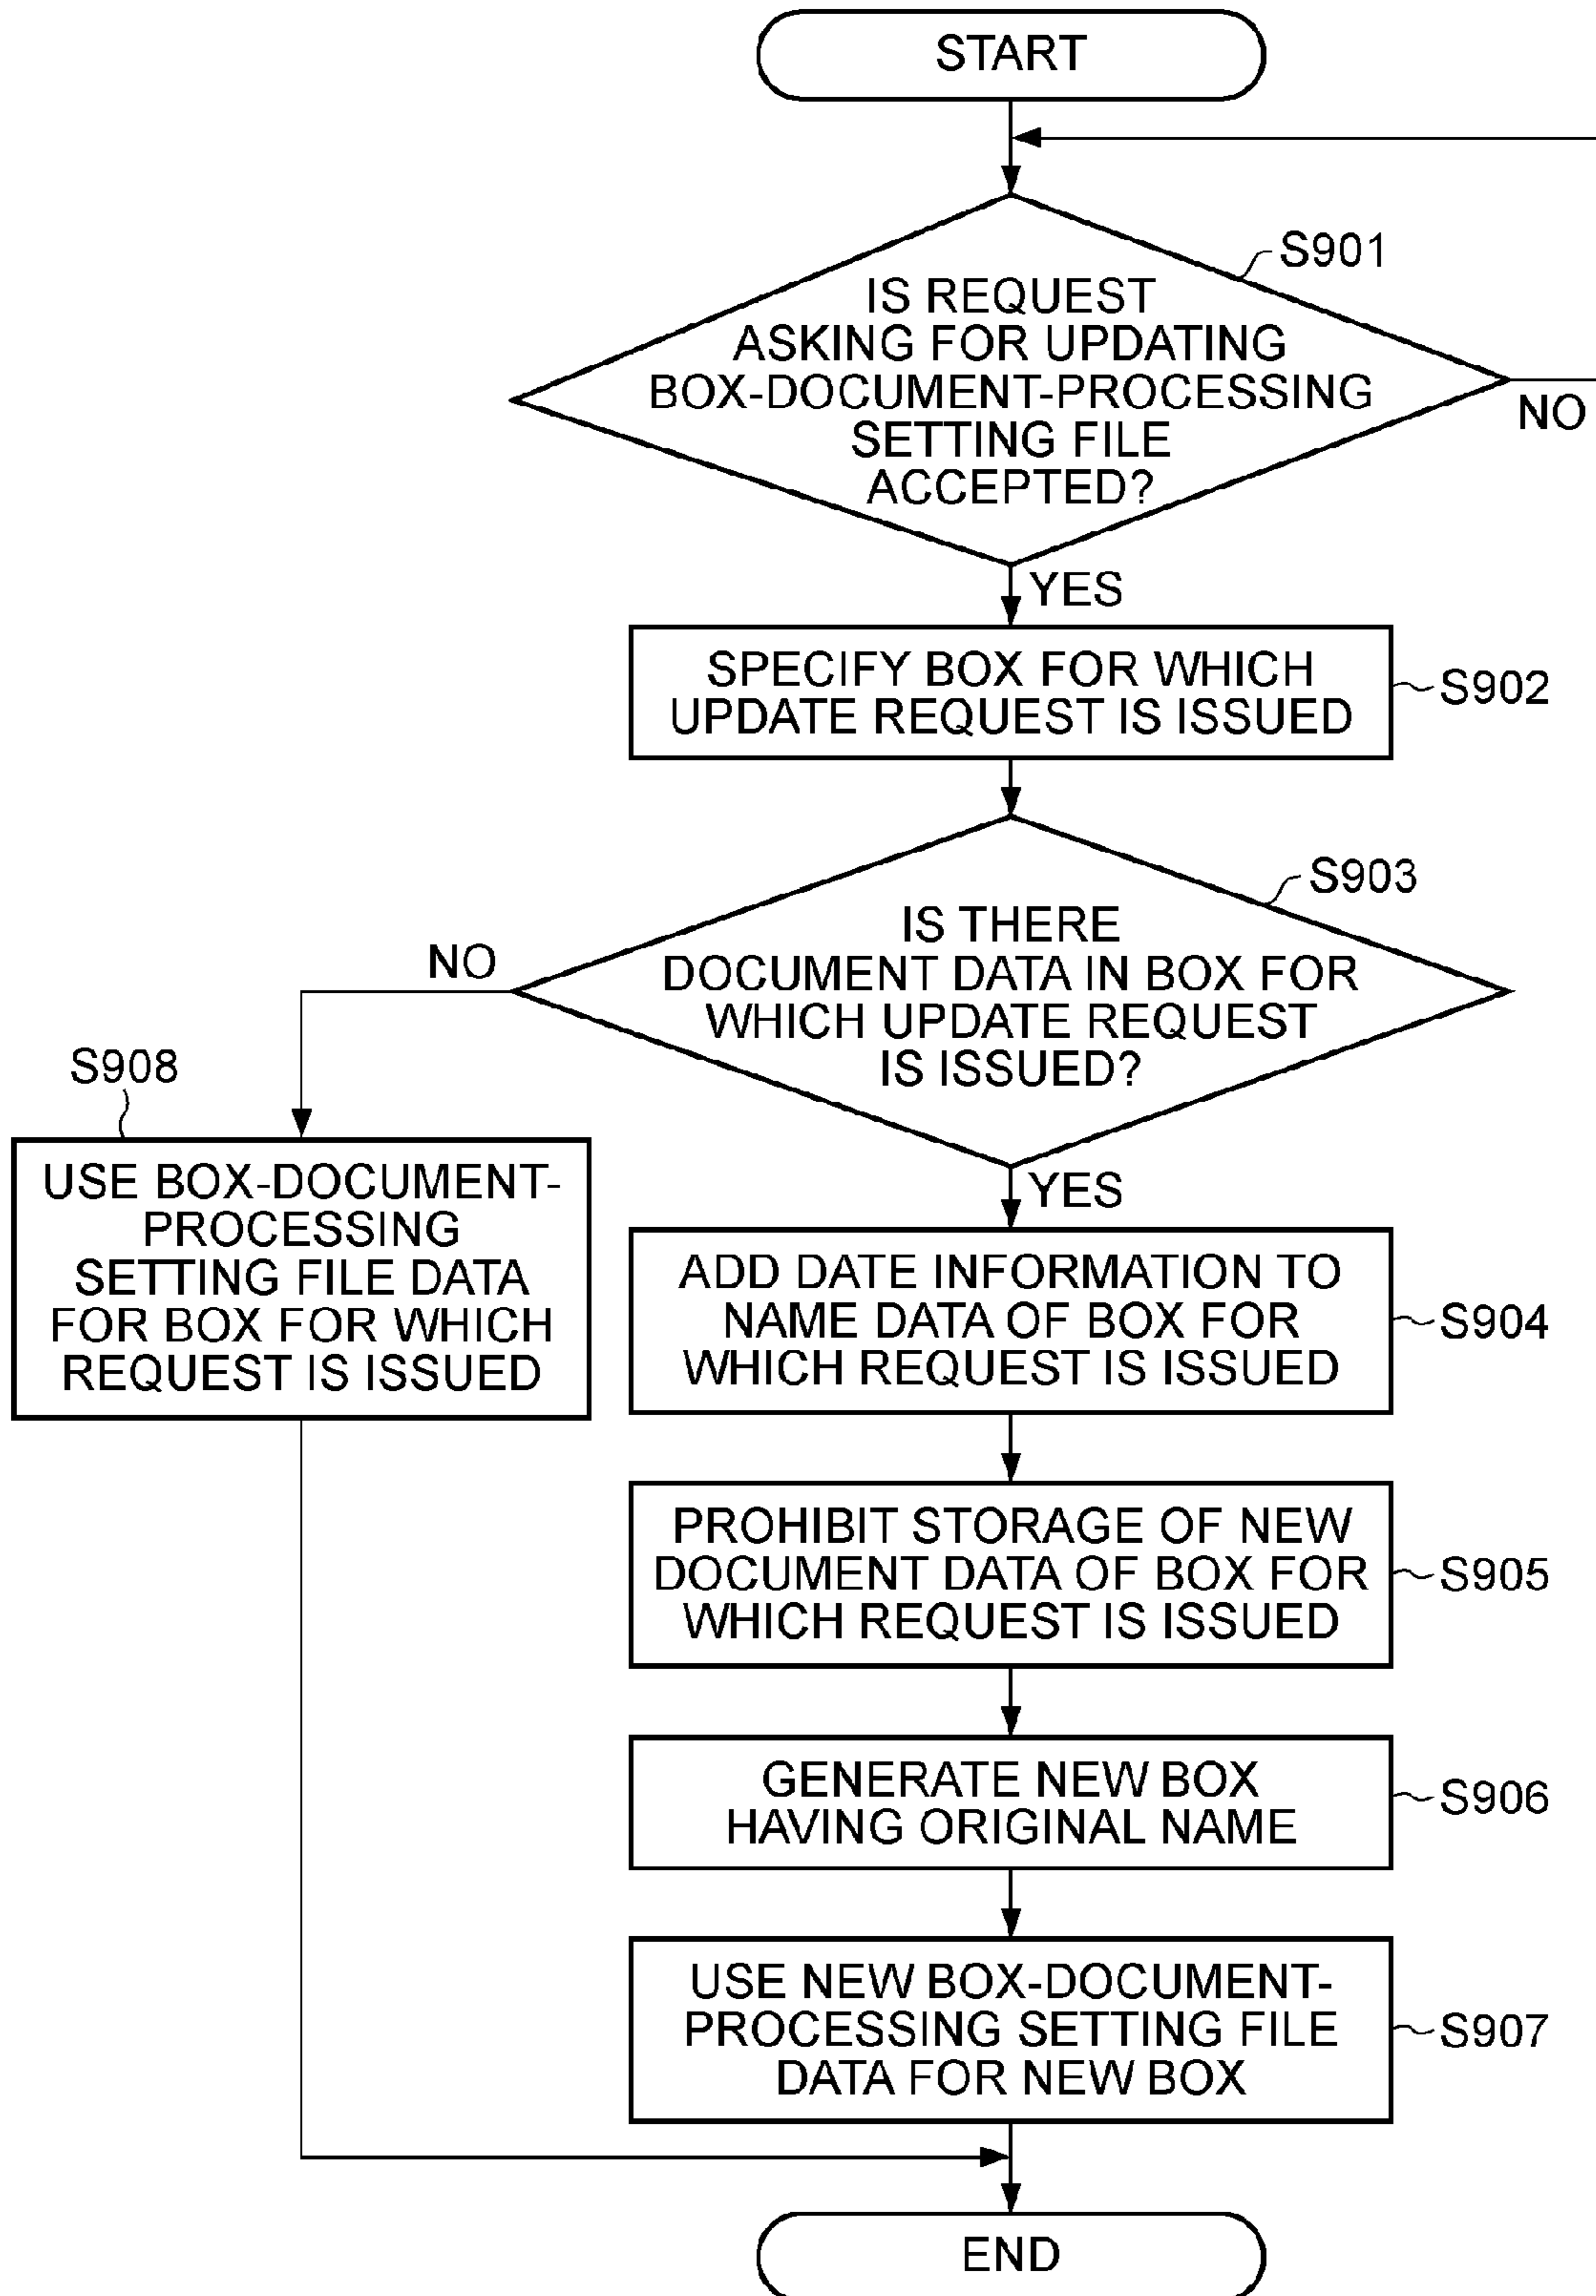 START
S901
IS REQUEST
ASKING FOR UPDATING
BOX-DOCUMENT-PROCESSING
SETTING FILE
ACCEPTED?
NO
YES
SPECIFY BOX FOR WHICH
UPDATE REQUEST IS ISSUED
S902
S903
IS THERE
DOCUMENT DATA IN BOX FOR
WHICH UPDATE REQUEST
IS ISSUED?
NO
YES
S908
USE BOX-DOCUMENT-
PROCESSING
SETTING FILE DATA
FOR BOX FOR WHICH
REQUEST IS ISSUED
ADD DATE INFORMATION TO
NAME DATA OF BOX FOR
WHICH REQUEST IS ISSUED
S904
PROHIBIT STORAGE OF NEW
DOCUMENT DATA OF BOX FOR
WHICH REQUEST IS ISSUED
S905
GENERATE NEW BOX
HAVING ORIGINAL NAME
S906
USE NEW BOX-DOCUMENT-
PROCESSING SETTING FILE
DATA FOR NEW BOX
S907
END